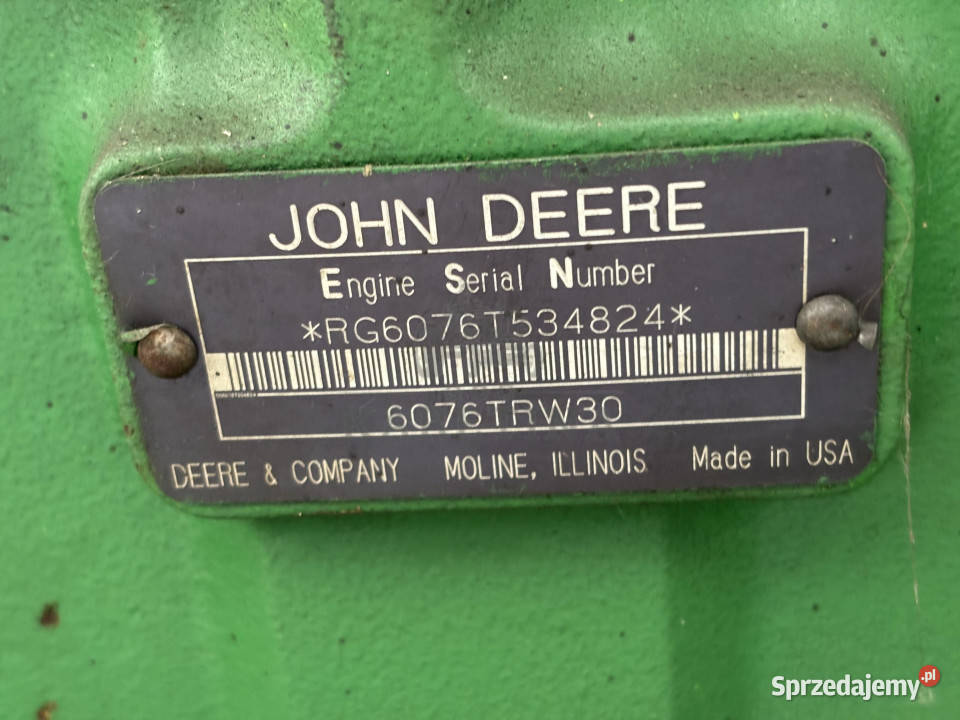 JOHN DEERE
Engine Serial Number
*RG6076T534824*
6076TRW30
DEERE & COMPANY MOLINE, ILLINOIS Made in USA
Sprzedajemy.pl